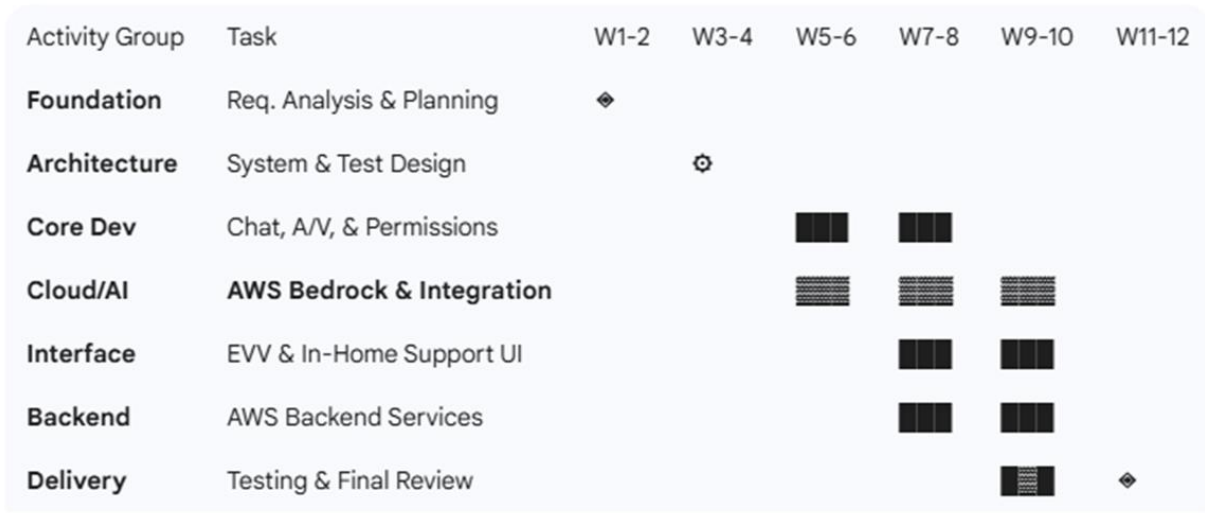 Activity Group Task W1-2 W3-4 W5-6 W7-8 W9-10 W11-12
Foundation Req. Analysis & Planning
Architecture System & Test Design
Core Dev Chat, A/V, & Permissions
Cloud/AI AWS Bedrock & Integration
Interface EVV & In-Home Support UI
Backend AWS Backend Services
Delivery Testing & Final Review